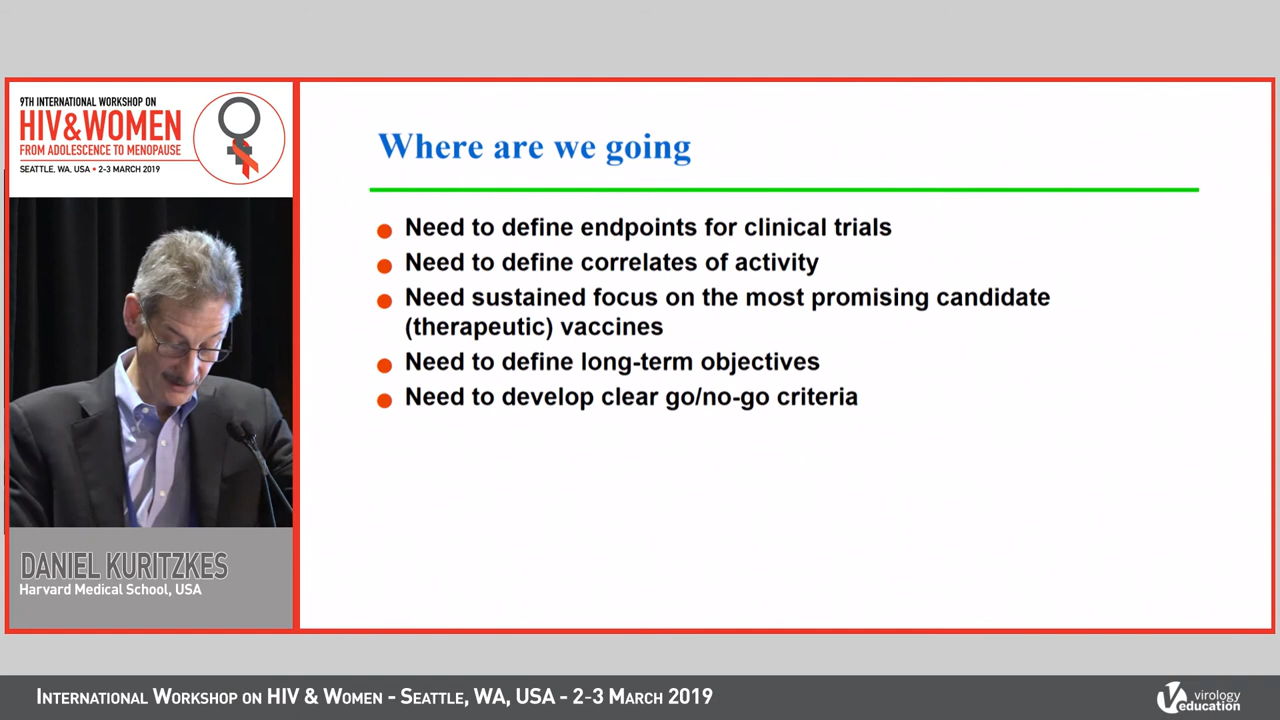 9TH INTERNATIONAL WORKSHOP ON
HIV&WOMEN
FROM ADOLESCENCE TO MENOPAUSE
SEATTLE, WA, USA • 2-3 MARCH 2019
Where are we going
Need to define endpoints for clinical trials
Need to define correlates of activity
Need sustained focus on the most promising candidate
(therapeutic) vaccines
Need to define long-term objectives
Need to develop clear go/no-go criteria
DANIEL KURITZKES
Harvard Medical School, USA
INTERNATIONAL WORKSHOP ON HIV & WOMEN - SEATTLE, WA, USA - 2-3 MARCH 2019
virology
education